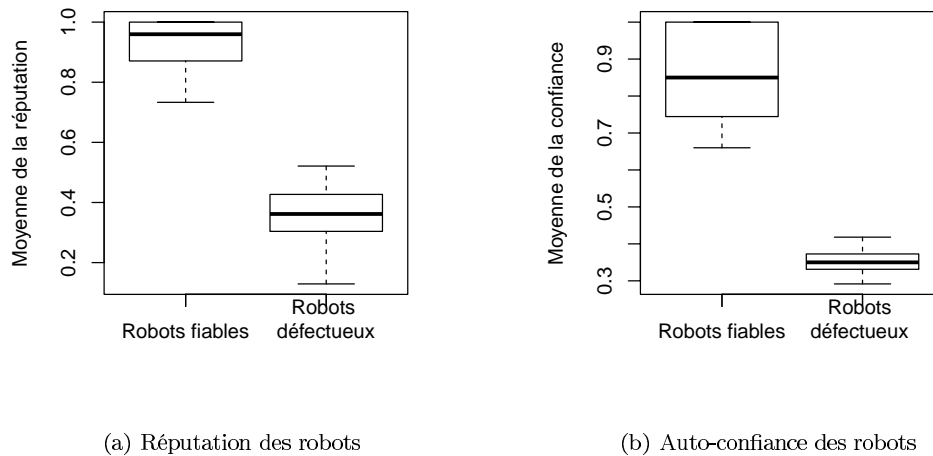 Moyenne de la réputation
1.0
0.8
0.6
0.4
0.2
Robots fiables
Robots
défectueux
(a) Réputation des robots
Moyenne de la confiance
0.9
0.7
0.5
0.3
Robots fiables
Robots
défectueux
(b) Auto-confiance des robots